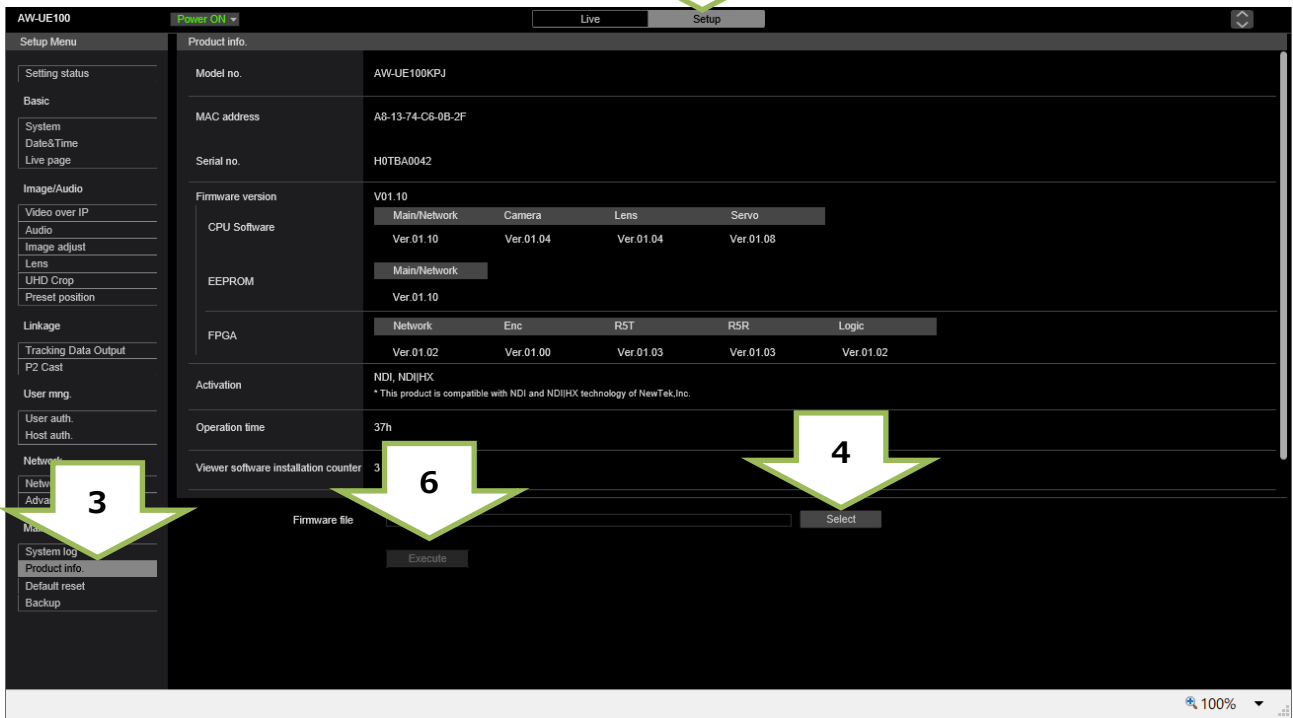 AW-UE100
Power ON
Live
Setup
Setup Menu
Product info.
Setting status
Basic
System
Date&Time
Live page
Image/Audio
Video over IP
Audio
Image adjust
Lens
UHD Crop
Preset position
Linkage
Tracking Data Output
P2 Cast
User mng.
User auth.
Host auth.
Netw
Netw
Adva
3
System log
Product info.
Default reset
Backup
Model no.
AW-UE100KPJ
MAC address
A8-13-74-C6-0B-2F
Serial no.
H0TBA0042
Firmware version
V01.10
CPU Software
Main/Network Camera Lens Servo
Ver.01.10 Ver.01.04 Ver.01.04 Ver.01.08
EEPROM
Main/Network
Ver.01.10
FPGA
Network Enc R5T R5R Logic
Ver.01.02 Ver.01.00 Ver.01.03 Ver.01.03 Ver.01.02
Activation
NDI, NDI|HX
* This product is compatible with NDI and NDI|HX technology of NewTek,Inc.
Operation time
37h
Viewer software installation counter
3
6
4
Firmware file
Select
Execute
100%